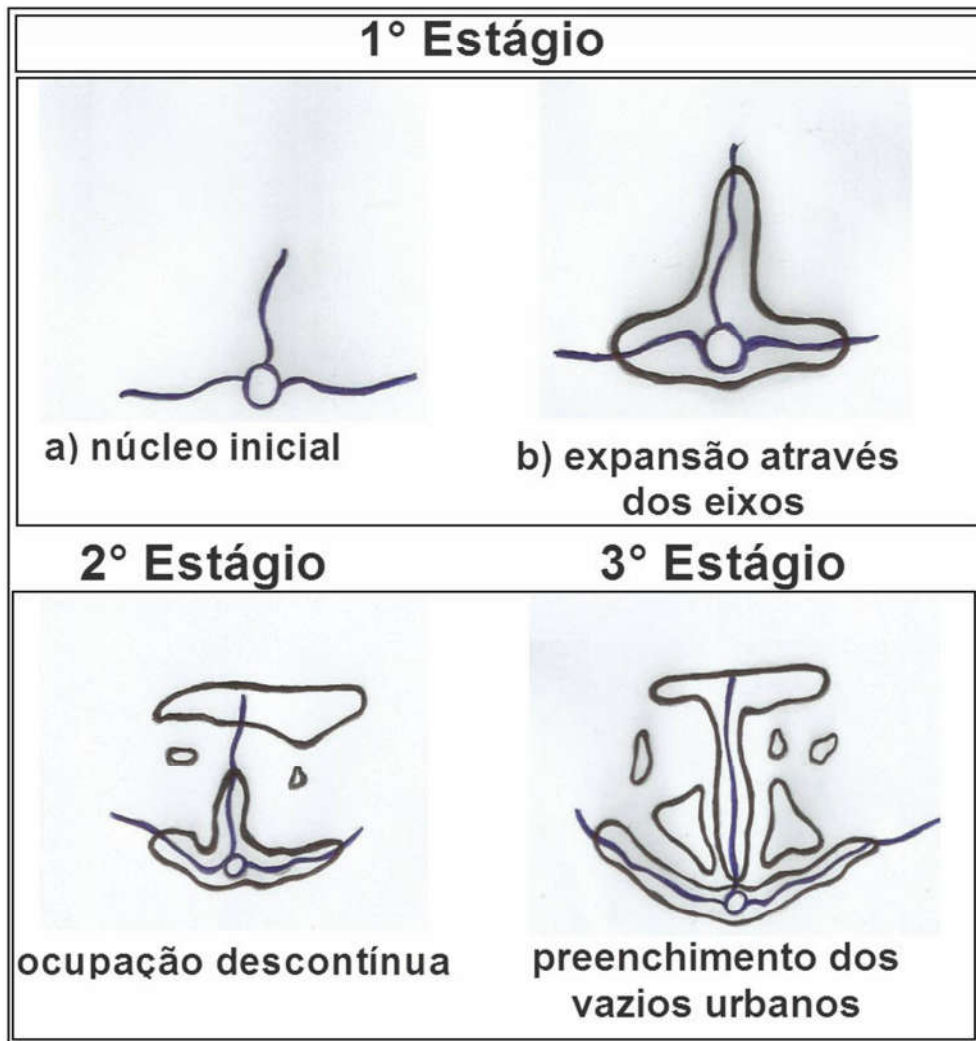 1° Estágio
a) núcleo inicial
b) expansão através
dos eixos
2° Estágio
3° Estágio
ocupação descontínua
preenchimento dos
vazios urbanos